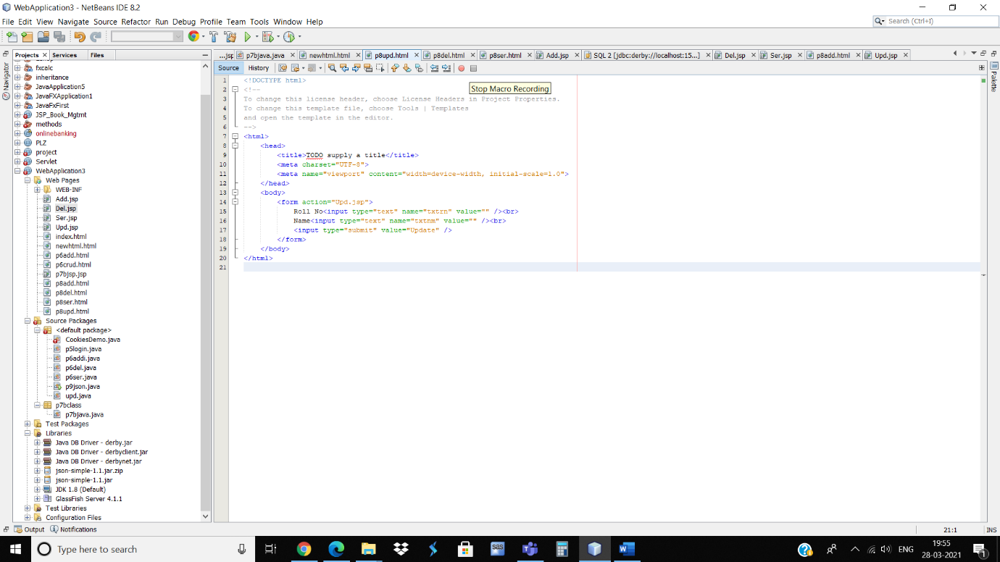 WebApplication3 - NetBeans IDE 8.2
File Edit View Navigate Source Refactor Run Debug Profile Team Tools Window Help
Search (Ctrl+I)
Projects Services Files
...jsp p7bjava.java newhtml.html p8upd.html p8del.html p8ser.html Add.jsp SQL 2 [jdbc:derby://localhost:15...] Del.jsp Ser.jsp p8add.html Upd.jsp
Navigator
Palette
fxcalc
inheritance
JavaApplication5
JavaFXApplication1
JavaFxFirst
JSP_Book_Mgtmt
methods
onlinebanking
PLZ
project
Servlet
WebApplication3
Web Pages
WEB-INF
Add.jsp
Del.jsp
Ser.jsp
Upd.jsp
index.html
newhtml.html
p6add.html
p6crud.html
p7bjsp.jsp
p8add.html
p8del.html
p8ser.html
p8upd.html
Source Packages
<default package>
CookiesDemo.java
p5login.java
p6addi.java
p6del.java
p6ser.java
p9json.java
upd.java
p7bclass
p7bjava.java
Test Packages
Libraries
Java DB Driver - derby.jar
Java DB Driver - derbyclient.jar
Java DB Driver - derbynet.jar
json-simple-1.1.jar.zip
json-simple-1.1.jar
JDK 1.8 (Default)
GlassFish Server 4.1.1
Test Libraries
Configuration Files
Source History
Stop Macro Recording
1 <!DOCTYPE html>
2 <!--
3 To change this license header, choose License Headers in Project Properties.
4 To change this template file, choose Tools | Templates
5 and open the template in the editor.
6 -->
7 <html>
8 <head>
9 <title>TODO supply a title</title>
10 <meta charset="UTF-8">
11 <meta name="viewport" content="width=device-width, initial-scale=1.0">
12 </head>
13 <body>
14 <form action="Upd.jsp">
15 Roll No<input type="text" name="txtrn" value="" /><br>
16 Name<input type="text" name="txtnm" value="" /><br>
17 <input type="submit" value="Update" />
18 </form>
19 </body>
20 </html>
21
Output Notifications
21:1 INS
Type here to search
sas
ENG
19:55
28-03-2021
1